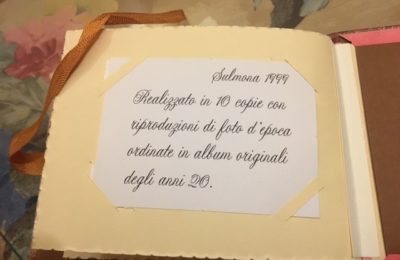 Sulmona 1999
Realizzato in 10 copie con
riproduzioni di foto d'epoca
ordinate in album originali
degli anni 20.